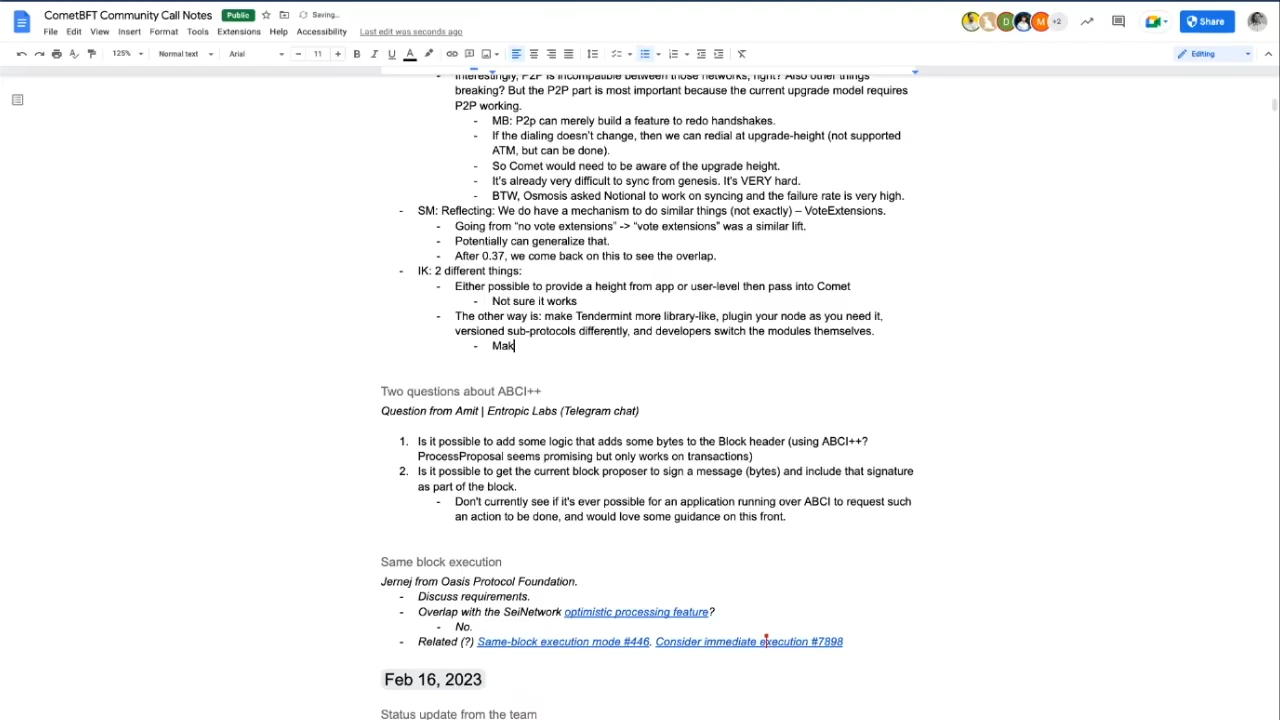 CometBFT Community Call Notes Public Saving...
File Edit View Insert Format Tools Extensions Help Accessibility Last edit was seconds ago
D M +2 Share
125% Normal text Arial 11 B I U A Editing
Interestingly, P2P is incompatible between those networks, right? Also other things
breaking? But the P2P part is most important because the current upgrade model requires
P2P working.
- MB: P2p can merely build a feature to redo handshakes.
- If the dialing doesn't change, then we can redial at upgrade-height (not supported
ATM, but can be done).
- So Comet would need to be aware of the upgrade height.
- It's already very difficult to sync from genesis. It's VERY hard.
- BTW, Osmosis asked Notional to work on syncing and the failure rate is very high.
- SM: Reflecting: We do have a mechanism to do similar things (not exactly) – VoteExtensions.
- Going from “no vote extensions” -> “vote extensions” was a similar lift.
- Potentially can generalize that.
- After 0.37, we come back on this to see the overlap.
- IK: 2 different things:
- Either possible to provide a height from app or user-level then pass into Comet
- Not sure it works
- The other way is: make Tendermint more library-like, plugin your node as you need it,
versioned sub-protocols differently, and developers switch the modules themselves.
- Mak
Two questions about ABCI++
Question from Amit | Entropic Labs (Telegram chat)
1. Is it possible to add some logic that adds some bytes to the Block header (using ABCI++?
ProcessProposal seems promising but only works on transactions)
2. Is it possible to get the current block proposer to sign a message (bytes) and include that signature
as part of the block.
- Don't currently see if it's ever possible for an application running over ABCI to request such
an action to be done, and would love some guidance on this front.
Same block execution
Jernej from Oasis Protocol Foundation.
- Discuss requirements.
- Overlap with the SeiNetwork optimistic processing feature?
- No.
- Related (?) Same-block execution mode #446. Consider immediate execution #7898
Feb 16, 2023
Status update from the team